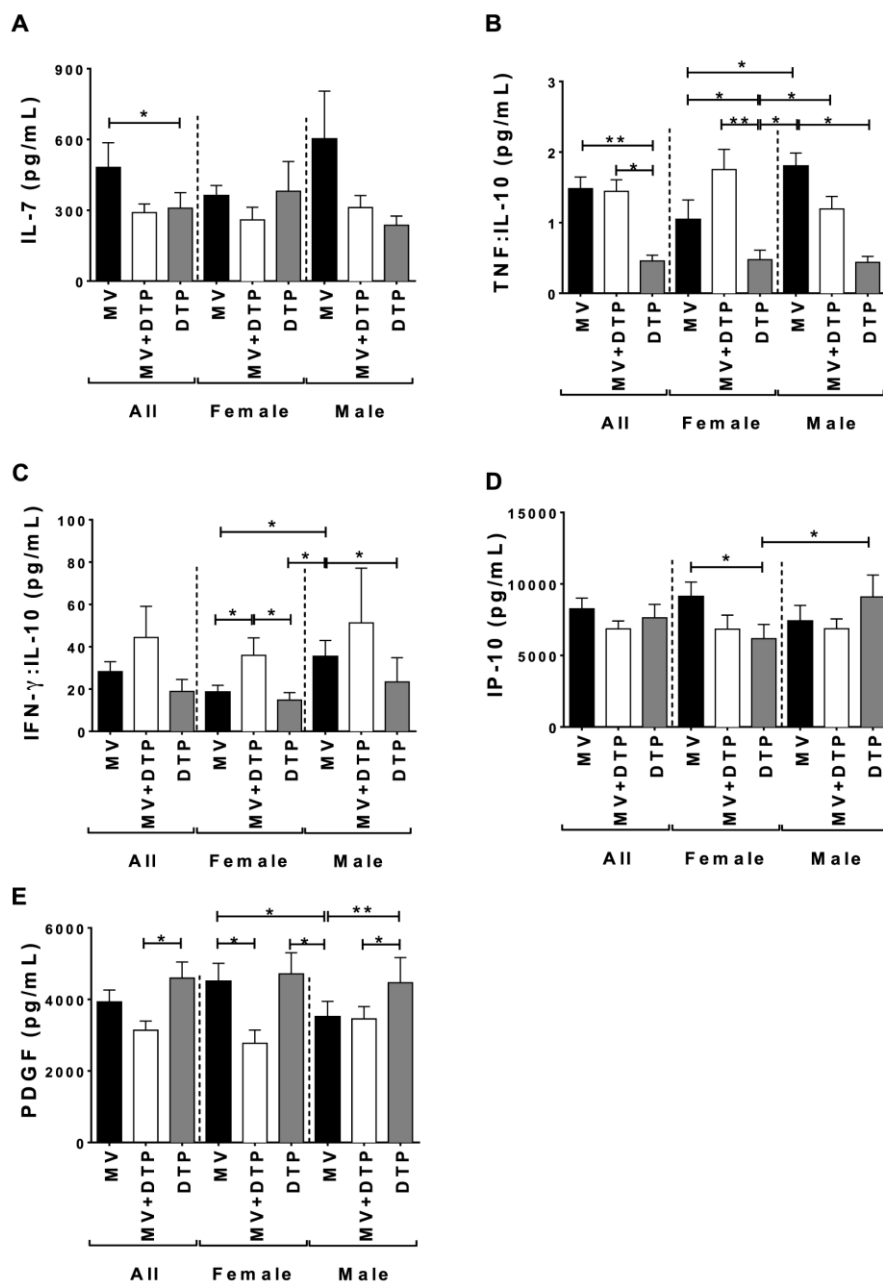 A
IL-7 (pg/mL)
900
600
300
0
*
MV
MV+DTP
DTP
MV
MV+DTP
DTP
MV
MV+DTP
DTP
All Female Male
B
TNF:IL-10 (pg/mL)
3
2
1
0
*
* *
** * *
**
*
MV
MV+DTP
DTP
MV
MV+DTP
DTP
MV
MV+DTP
DTP
All Female Male
C
IFN-γ:IL-10 (pg/mL)
100
80
60
40
20
0
*
* *
* *
MV
MV+DTP
DTP
MV
MV+DTP
DTP
MV
MV+DTP
DTP
All Female Male
D
IP-10 (pg/mL)
15000
10000
5000
0
*
*
MV
MV+DTP
DTP
MV
MV+DTP
DTP
MV
MV+DTP
DTP
All Female Male
E
PDGF (pg/mL)
6000
4000
2000
0
* **
* * * *
MV
MV+DTP
DTP
MV
MV+DTP
DTP
MV
MV+DTP
DTP
All Female Male